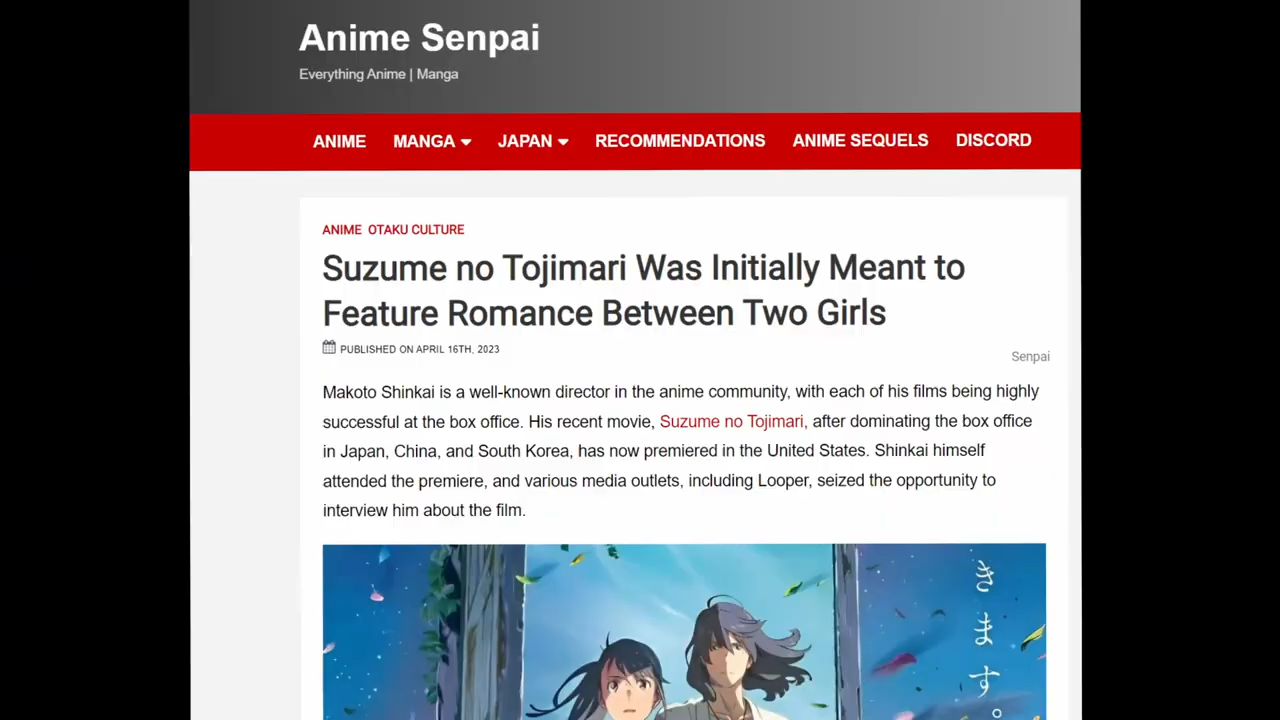 Anime Senpai
Everything Anime | Manga
ANIME MANGA JAPAN RECOMMENDATIONS ANIME SEQUELS DISCORD
ANIME OTAKU CULTURE
Suzume no Tojimari Was Initially Meant to
Feature Romance Between Two Girls
PUBLISHED ON APRIL 16TH, 2023
Senpai
Makoto Shinkai is a well-known director in the anime community, with each of his films being highly
successful at the box office. His recent movie, Suzume no Tojimari, after dominating the box office
in Japan, China, and South Korea, has now premiered in the United States. Shinkai himself
attended the premiere, and various media outlets, including Looper, seized the opportunity to
interview him about the film.
きます。